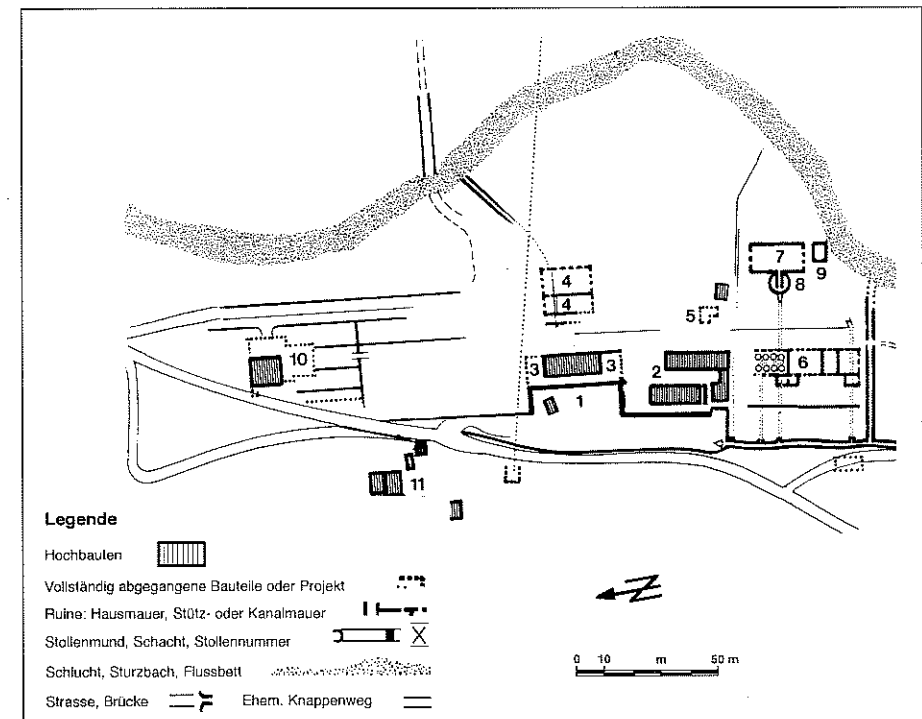 7
9
8
4
4
5
10
3
3
2
6
1
11
Legende
Hochbauten
Vollständig abgegangene Bauteile oder Projekt
Ruine: Hausmauer, Stütz- oder Kanalmauer
Stollenmund, Schacht, Stollennummer
Schlucht, Sturzbach, Flussbett
Strasse, Brücke Ehem. Knappenweg
N
0 10 m 50 m